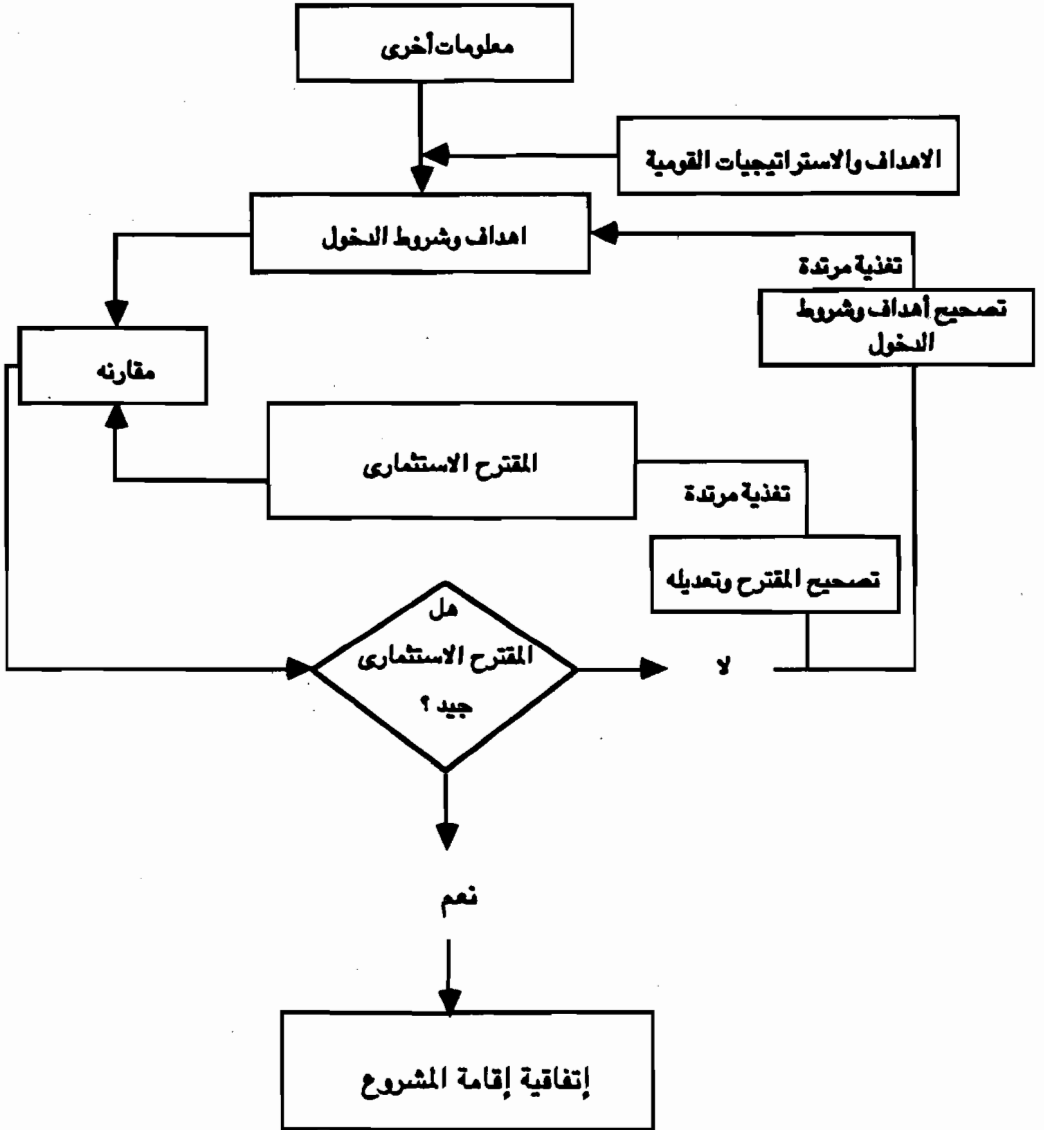 معلومات أخرى
الاهداف والاستراتيجيات القومية
اهداف وشروط الدخول
تغذية مرتدة
تصحيح أهداف وشروط
الدخول
مقارنه
المقترح الاستثمارى
تغذية مرتدة
تصحيح المقترح وتعديله
هل
المقترح الاستثمارى
جيد ؟
لا
نعم
إتفاقية إقامة المشروع